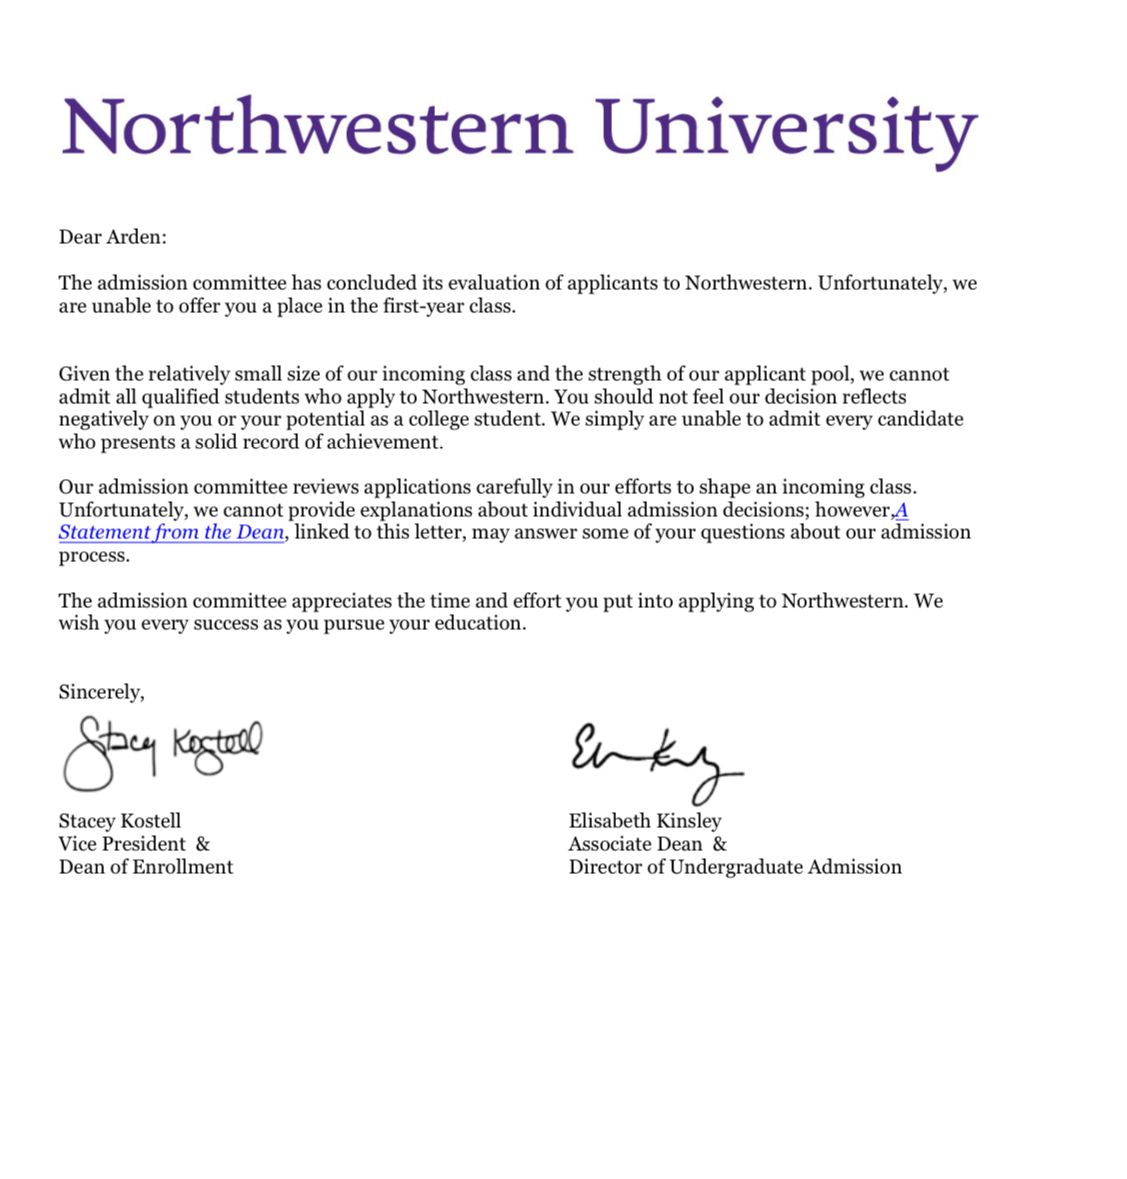 Northwestern University
Dear Arden:
The admission committee has concluded its evaluation of applicants to Northwestern. Unfortunately, we
are unable to offer you a place in the first-year class.
Given the relatively small size of our incoming class and the strength of our applicant pool, we cannot
admit all qualified students who apply to Northwestern. You should not feel our decision reflects
negatively on you or your potential as a college student. We simply are unable to admit every candidate
who presents a solid record of achievement.
Our admission committee reviews applications carefully in our efforts to shape an incoming class.
Unfortunately, we cannot provide explanations about individual admission decisions; however,A
Statement from the Dean, linked to this letter, may answer some of your questions about our admission
process.
The admission committee appreciates the time and effort you put into applying to Northwestern. We
wish you every success as you pursue your education.
Sincerely,
Stacey Kostell
Stacey Kostell
Vice President &
Dean of Enrollment
Elisabeth Kinsley
Associate Dean &
Director of Undergraduate Admission